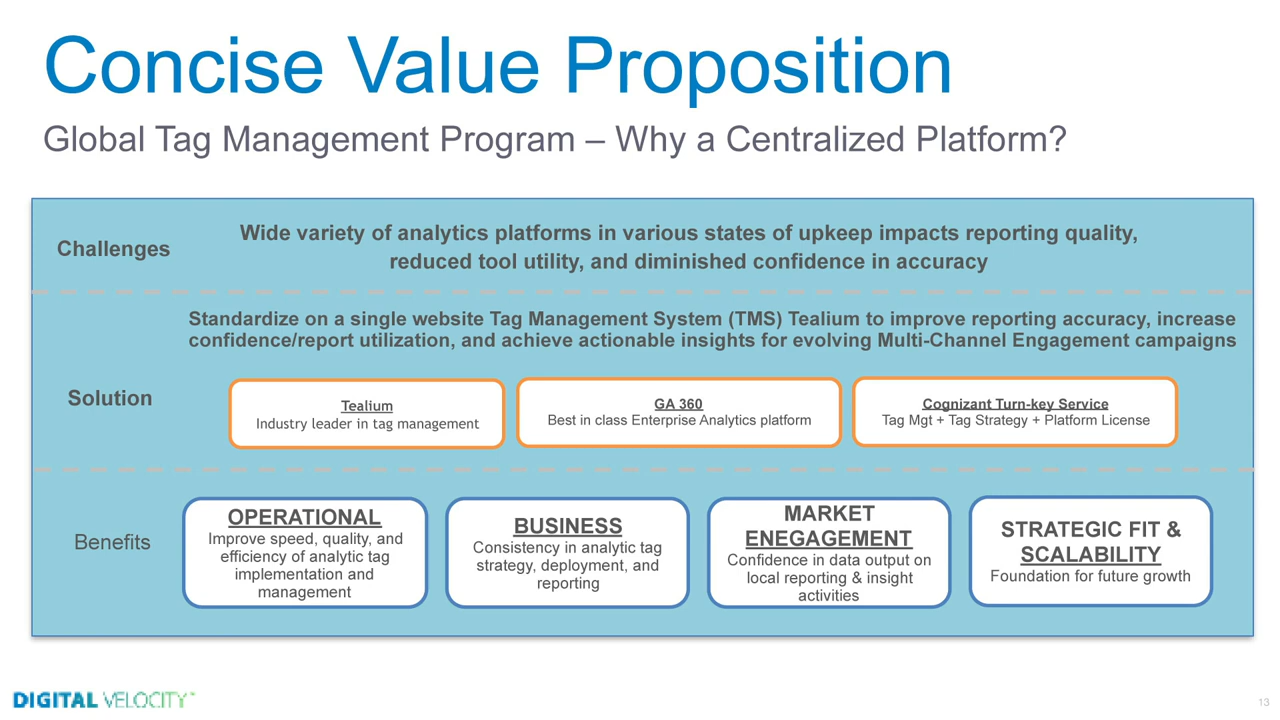 Concise Value Proposition
Global Tag Management Program – Why a Centralized Platform?
Challenges
Wide variety of analytics platforms in various states of upkeep impacts reporting quality,
reduced tool utility, and diminished confidence in accuracy
Standardize on a single website Tag Management System (TMS) Tealium to improve reporting accuracy, increase
confidence/report utilization, and achieve actionable insights for evolving Multi-Channel Engagement campaigns
Solution
Tealium
Industry leader in tag management
GA 360
Best in class Enterprise Analytics platform
Cognizant Turn-key Service
Tag Mgt + Tag Strategy + Platform License
Benefits
OPERATIONAL
Improve speed, quality, and
efficiency of analytic tag
implementation and
management
BUSINESS
Consistency in analytic tag
strategy, deployment, and
reporting
MARKET
ENEGAGEMENT
Confidence in data output on
local reporting & insight
activities
STRATEGIC FIT &
SCALABILITY
Foundation for future growth
DIGITAL VELOCITY
13